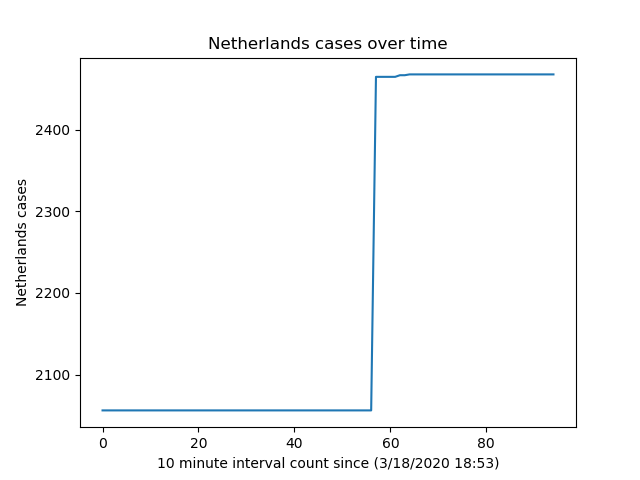 Netherlands cases over time
2400
2300
2200
2100
Netherlands cases
0 20 40 60 80
10 minute interval count since (3/18/2020 18:53)